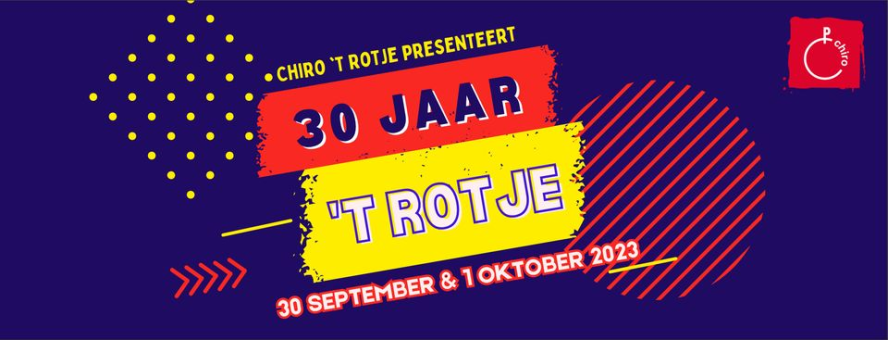 CHIRO 'T ROTJE PRESENTEERT
30 JAAR
'T ROTJE
30 SEPTEMBER & 1 OKTOBER 2023
chiro